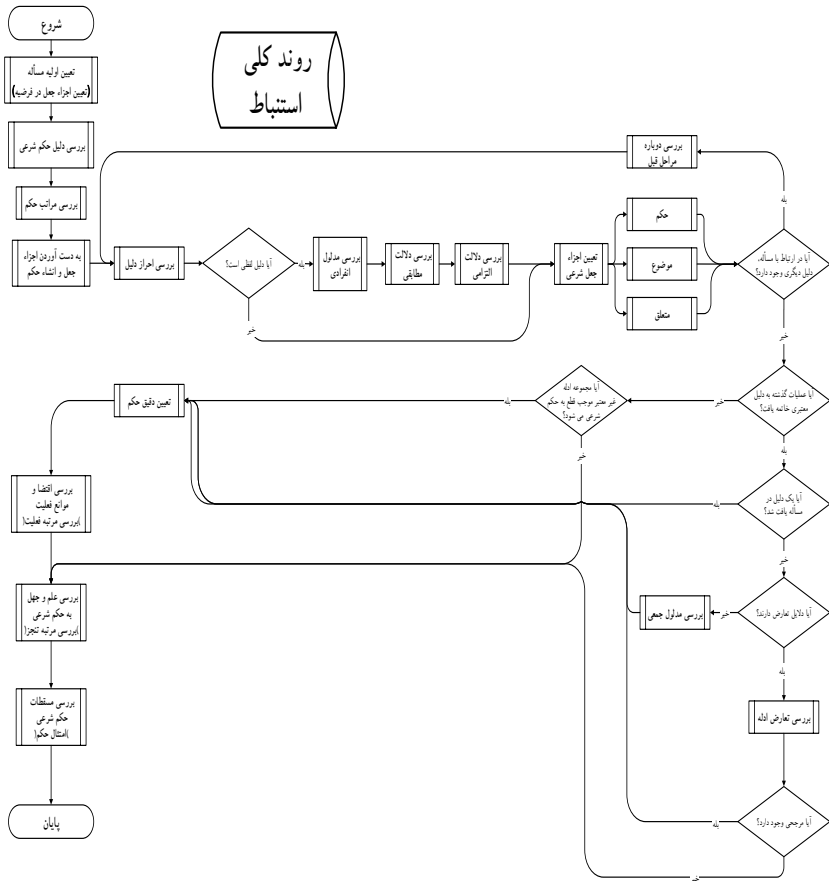 روند کلی
استنباط
شروع
تعیین اولیه مسأله
(تعیین اجزاء جعل در فرضیه)
بررسی دلیل حکم شرعی
بررسی مراتب حکم
به دست آوردن اجزاء
جعل و انشاء حکم
بررسی احراز دلیل
آیا دلیل لفظی است؟
بله
خیر
بررسی مدلول
انفرادی
بررسی دلالت
مطابقی
بررسی دلالت
التزامی
تعیین اجزاء
جعل شرعی
حکم
موضوع
متعلق
آیا در ارتباط با مسأله،
دلیل دیگری وجود دارد؟
بله
بررسی دوباره
مراحل قبل
خیر
آیا عملیات گذشته به دلیل
معتبری خاتمه یافت؟
خیر
آیا مجموعه ادله
غیر معتبر موجب قطع به حکم
شرعی می شود؟
بله
خیر
تعیین دقیق حکم
بله
آیا یک دلیل در
مسأله یافت شد؟
بله
خیر
آیا دلایل تعارض دارند؟
خیر
بررسی مدلول جمعی
بله
بررسی تعارض ادله
آیا مرجحی وجود دارد؟
بله
خیر
بررسی اقتضا و
موانع فعلیت
)بررسی مرتبه فعلیت(
بررسی علم و جهل
به حکم شرعی
)بررسی مرتبه تنجز(
بررسی مسقطات
حکم شرعی
)امتثال حکم(
پایان